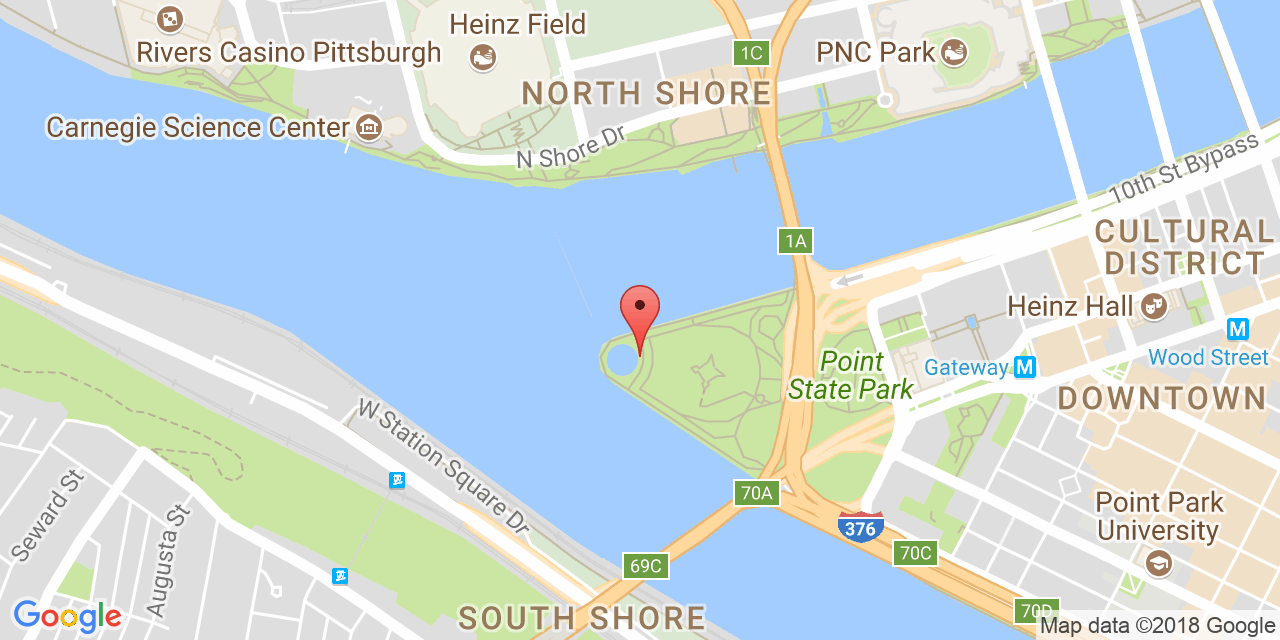 Heinz Field
Rivers Casino Pittsburgh
1C
PNC Park
NORTH SHORE
Carnegie Science Center
N Shore Dr
10th St Bypass
1A
CULTURAL
DISTRICT
Heinz Hall
M
Wood Street
Point
State Park
Gateway
M
DOWNTOWN
W Station Square Dr
Seward St
Augusta St
70A
Point Park
University
376
70C
69C
70D
SOUTH SHORE
Google
Map data ©2018 Google